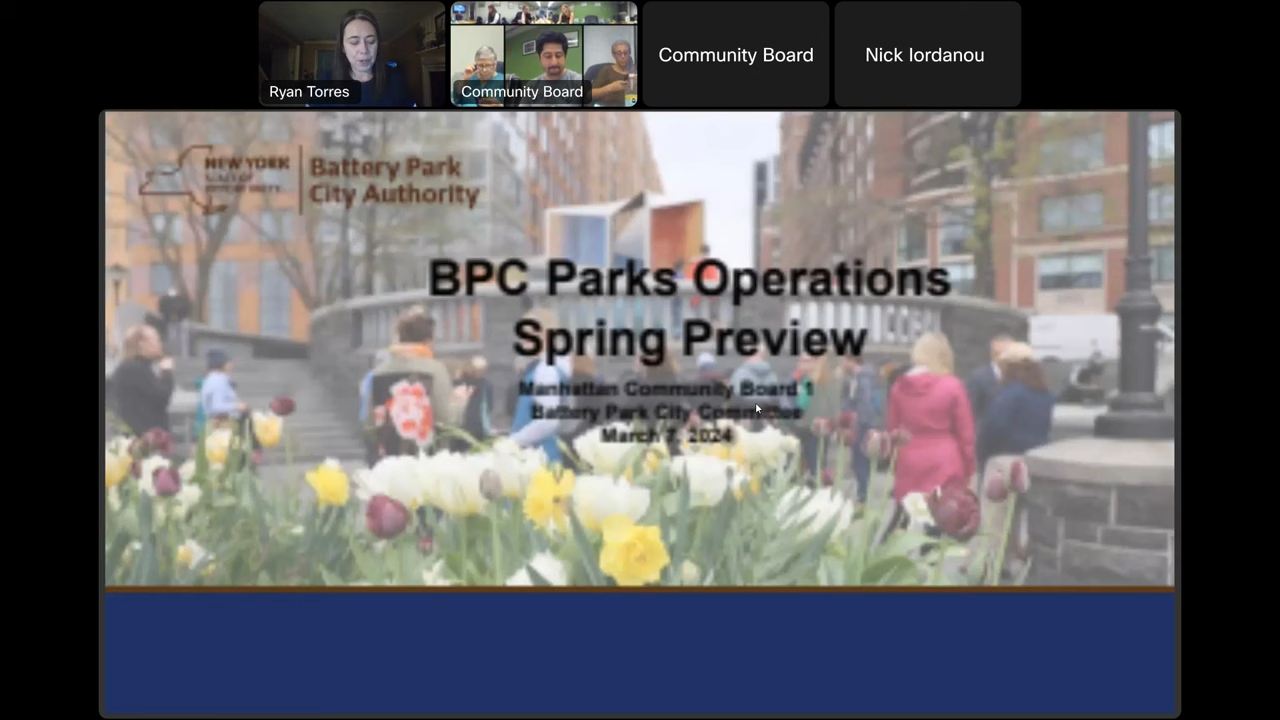 Ryan Torres
Community Board
Community Board
Nick Iordanou
NEW YORK
Battery Park
City Authority
BPC Parks Operations
Spring Preview
Manhattan Community Board 1
Battery Park City Committee
March 7, 2024